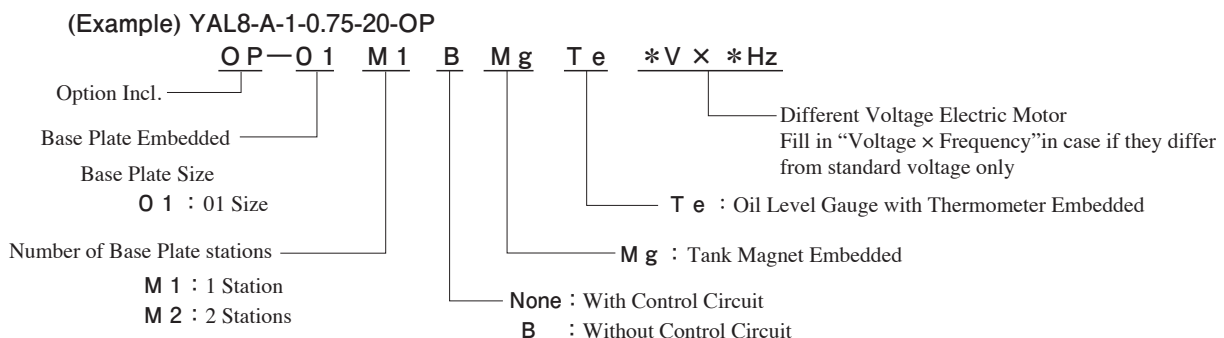 (Example) YAL8-A-1-0.75-20-OP
OP—01 M1 B Mg Te *V × *Hz
Option Incl.
Different Voltage Electric Motor
Fill in “Voltage × Frequency”in case if they differ
from standard voltage only
Base Plate Embedded
Base Plate Size
01 : 01 Size
Te : Oil Level Gauge with Thermometer Embedded
Number of Base Plate stations
Mg : Tank Magnet Embedded
M1 : 1 Station
M2 : 2 Stations
None : With Control Circuit
B : Without Control Circuit